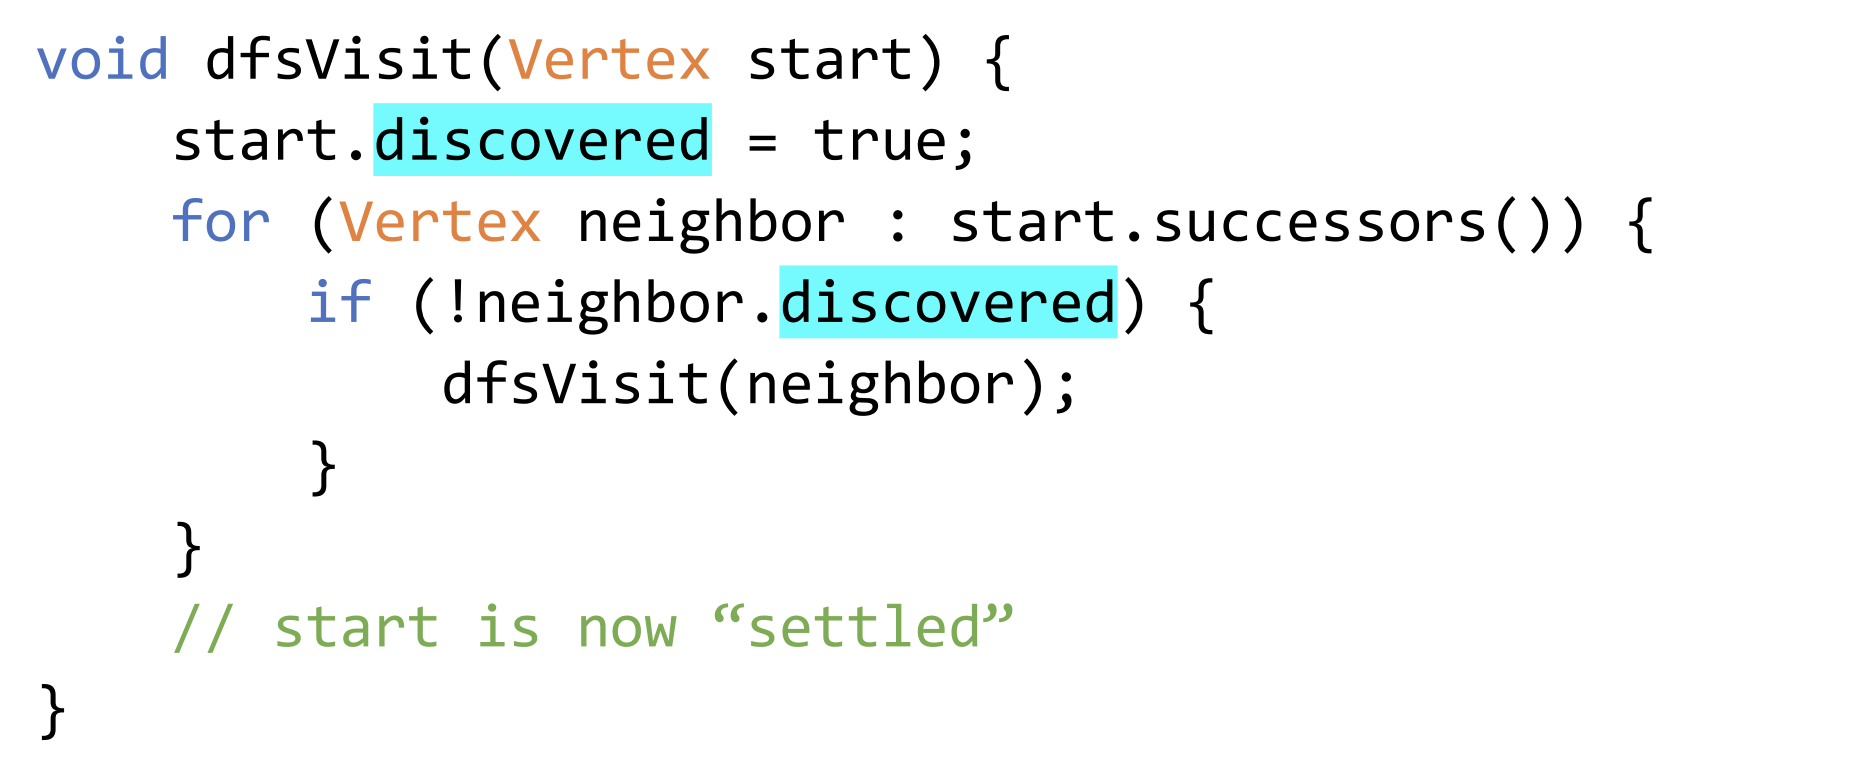 void dfsVisit(Vertex start) {
    start.discovered = true;
    for (Vertex neighbor : start.successors()) {
        if (!neighbor.discovered) {
            dfsVisit(neighbor);
        }
    }
    // start is now “settled”
}